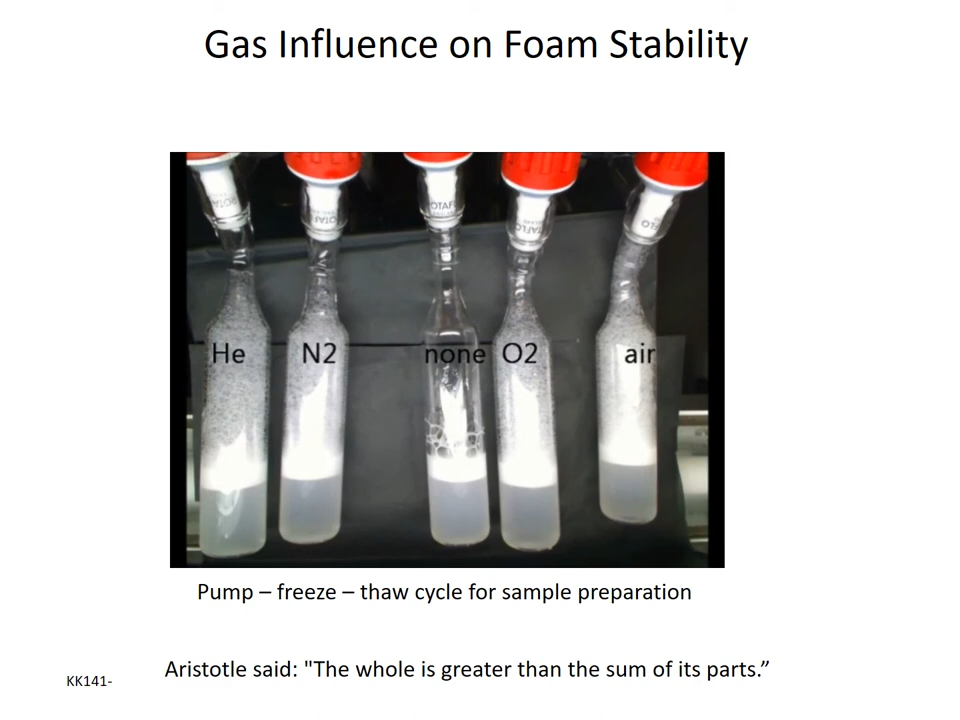 Gas Influence on Foam Stability
He N2 none O2 air
Pump – freeze – thaw cycle for sample preparation
Aristotle said: "The whole is greater than the sum of its parts.”
KK141-